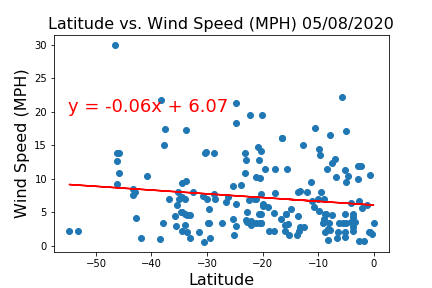 Latitude vs. Wind Speed (MPH) 05/08/2020
30
25
20
15
10
5
0
Wind Speed (MPH)
y = -0.06x + 6.07
−50 −40 −30 −20 −10 0
Latitude